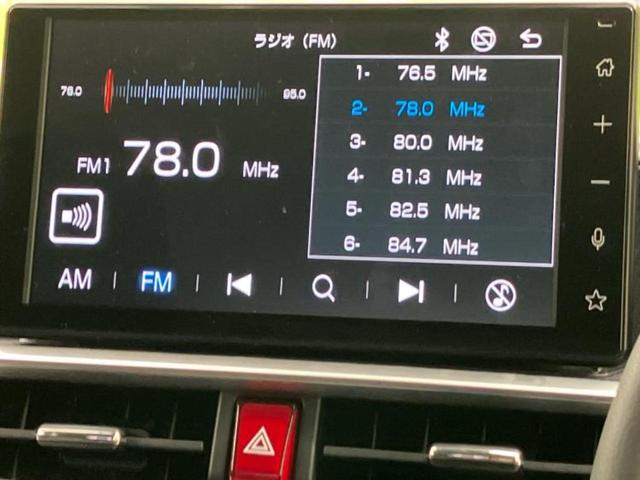 ラジオ（FM）
76.0
95.0
FM1 78.0 MHz
1- 76.5 MHz
2- 78.0 MHz
3- 80.0 MHz
4- 81.3 MHz
5- 82.5 MHz
6- 84.7 MHz
AM
FM